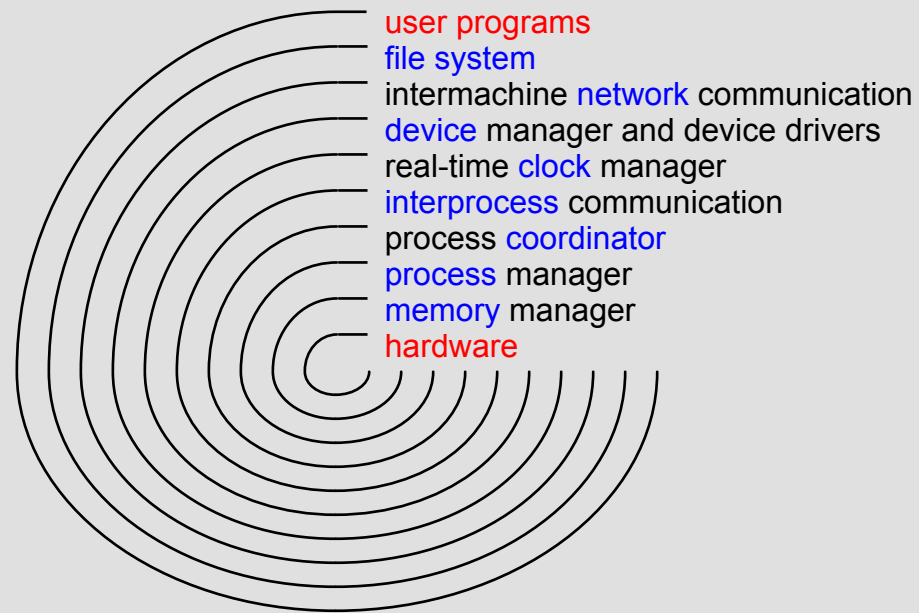 user programs
file system
intermachine network communication
device manager and device drivers
real-time clock manager
interprocess communication
process coordinator
process manager
memory manager
hardware